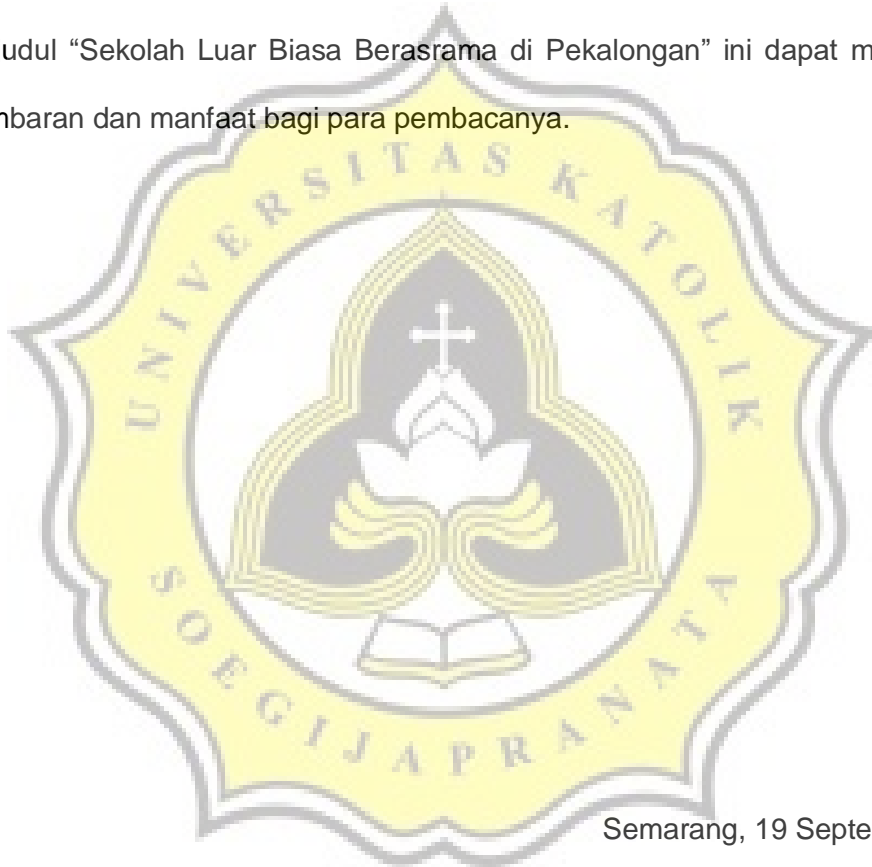 udul “Sekolah Luar Biasa Berasrama di Pekalongan” ini dapat m
mbaran dan manfaat bagi para pembacanya.
UNIVERSITAS KATOLIK
SOEGIJAPRANATA
Semarang, 19 Septe